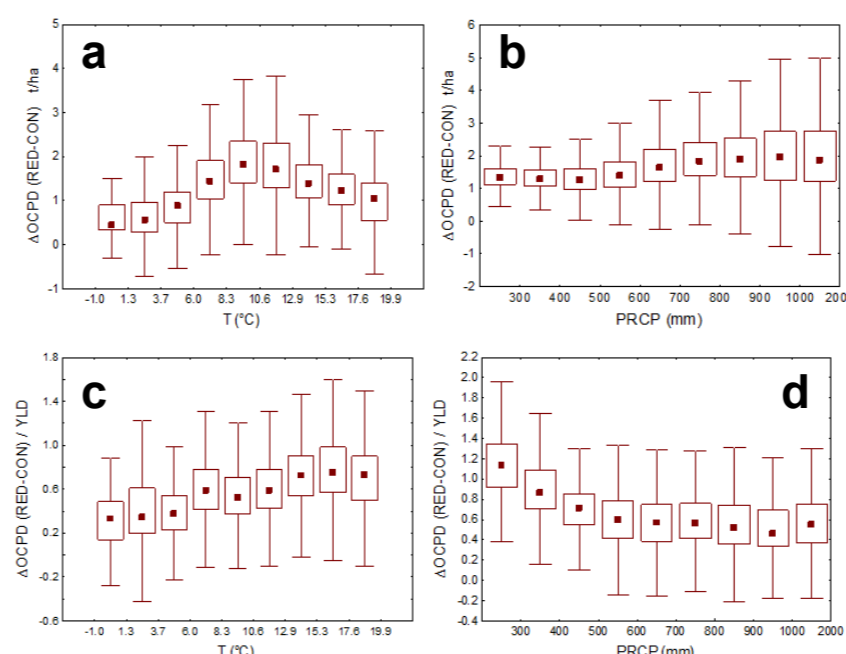 a
ΔOCPD (RED-CON) t/ha
5
4
3
2
1
0
-1
-1.0 1.3 3.7 6.0 8.3 10.6 12.9 15.3 17.6 19.9
T (°C)
b
ΔOCPD (RED-CON) t/ha
6
5
4
3
2
1
0
-1
-2
300 400 500 600 700 800 900 1000 200
PRCP (mm)
c
ΔOCPD (RED-CON) / YLD
1.8
1.4
1.0
0.6
0.2
-0.2
-0.6
-1.0 1.3 3.7 6.0 8.3 10.6 12.9 15.3 17.6 19.9
T (°C)
d
ΔOCPD (RED-CON) / YLD
2.2
2.0
1.8
1.6
1.4
1.2
1.0
0.8
0.6
0.4
0.2
0.0
-0.2
-0.4
300 400 500 600 700 800 900 1000 2000
PRCP (mm)